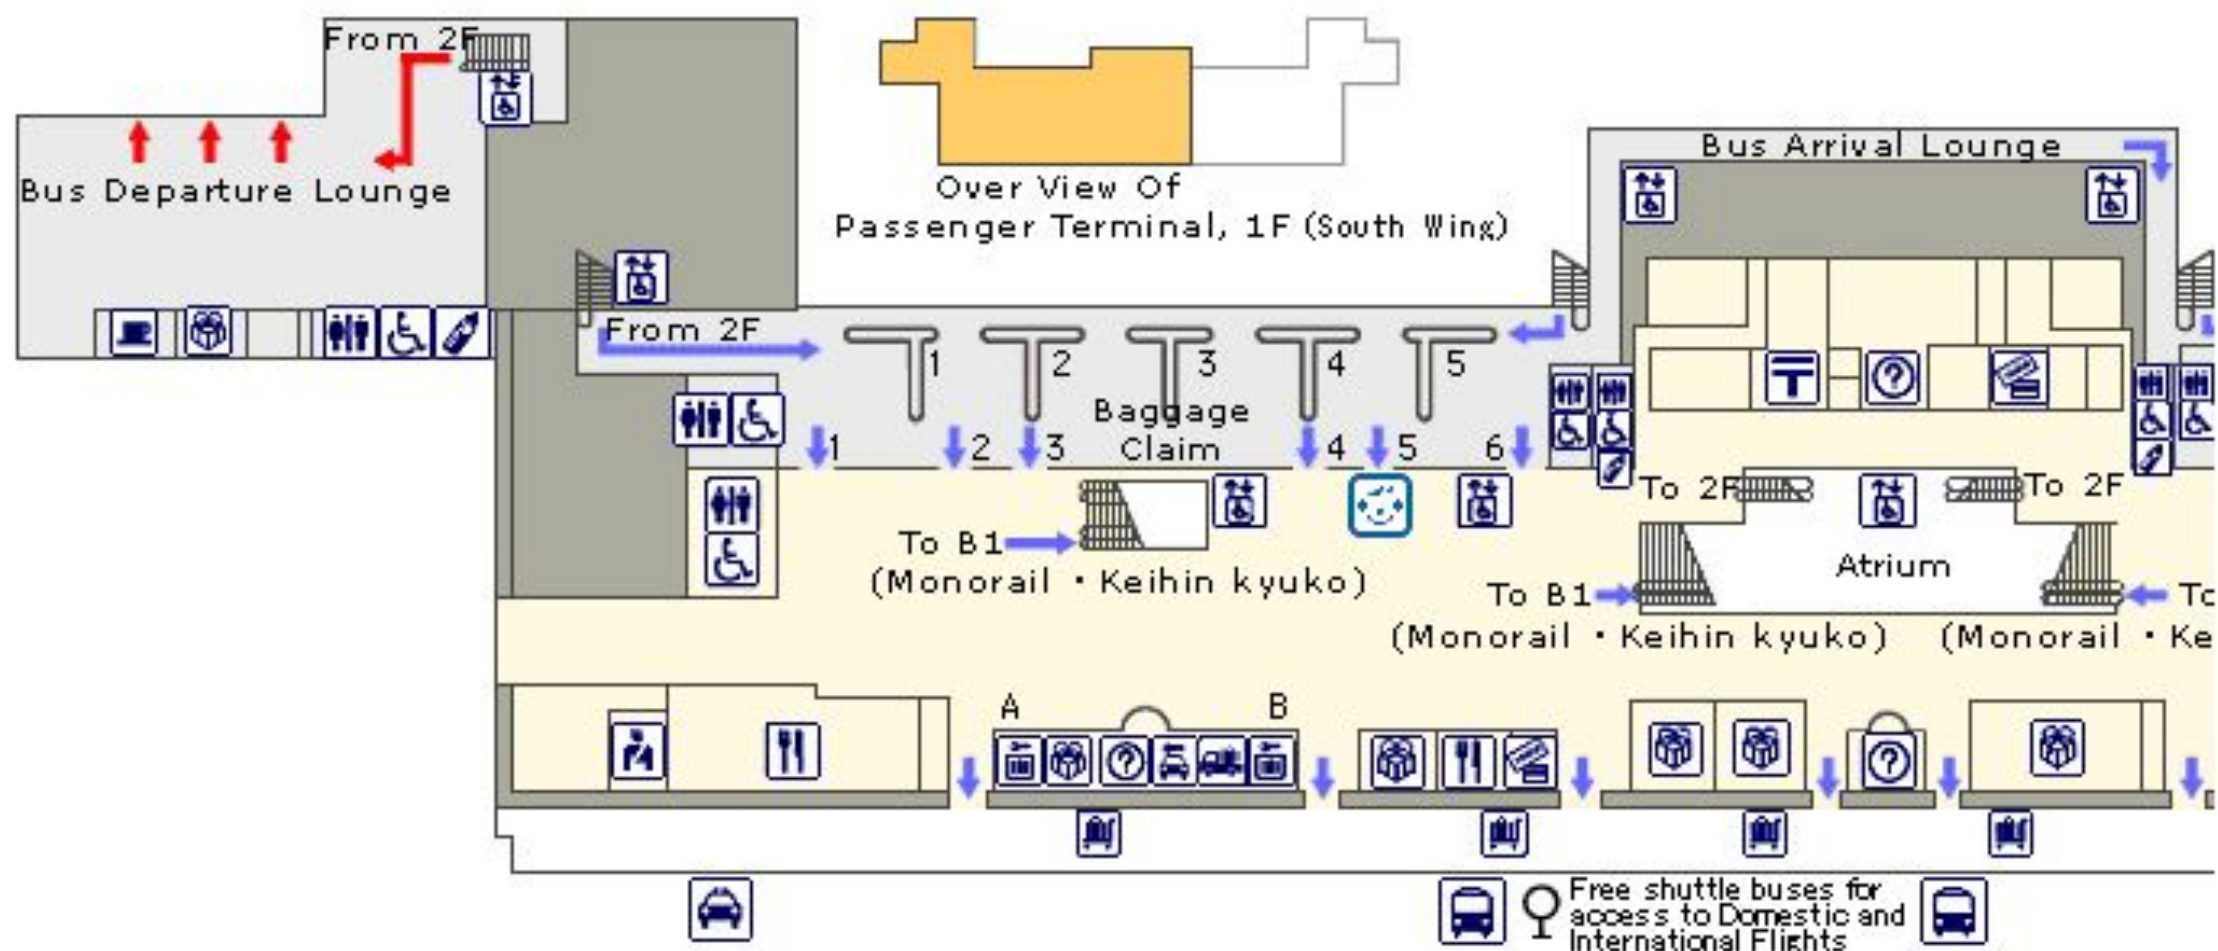 From 2F
Bus Departure Lounge
Over View Of
Passenger Terminal, 1F (South Wing)
Bus Arrival Lounge
From 2F
1 2 3 4 5
Baggage
Claim
1 2 3 4 5 6
To 2F
To 2F
To B1
(Monorail・Keihin kyuko)
Atrium
To B1
(Monorail・Keihin kyuko)
To
(Monorail・Ke
A B
?
? ?
Free shuttle buses for
access to Domestic and
International Flights